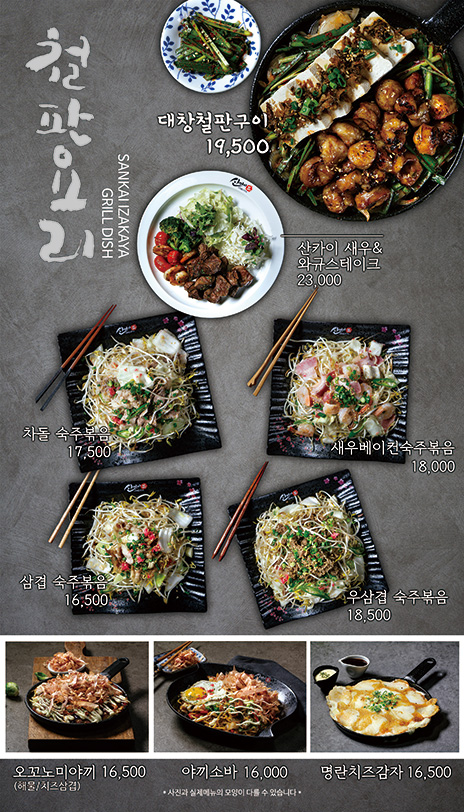 철판요리
SANKAI IZAKAYA
GRILL DISH
대창철판구이
19,500
산카이 새우&
와규스테이크
23,000
차돌 숙주볶음
17,500
새우베이컨숙주볶음
18,000
삼겹 숙주볶음
16,500
우삼겹 숙주볶음
18,500
오꼬노미야끼 16,500
(해물/치즈삼겹)
야끼소바 16,000
명란치즈감자 16,500
• 사진과 실제메뉴의 모양이 다를 수 있습니다 •